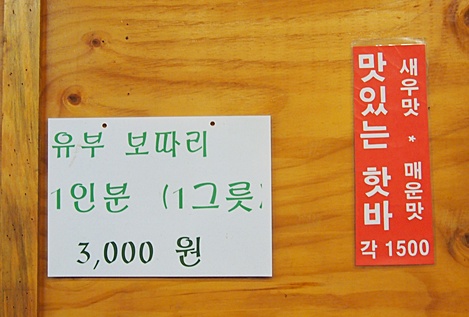 유부 보따리
1인분 (1그릇)
3,000 원
새우맛 * 매운맛
맛있는 핫바
각 1500